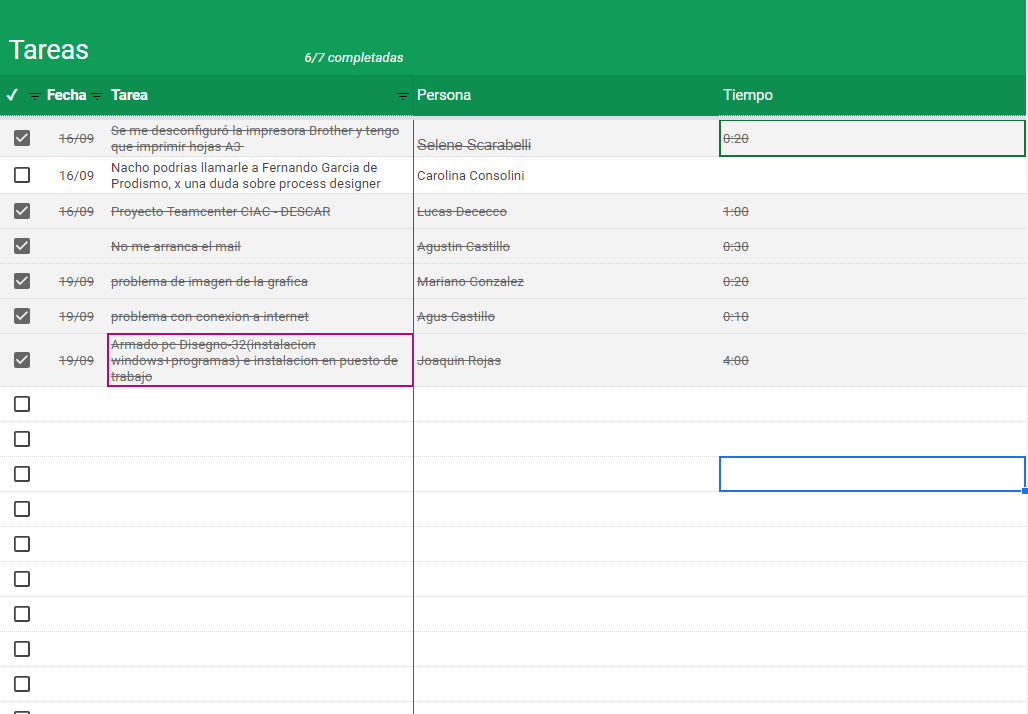 Tareas
6/7 completadas
✓ Fecha Tarea Persona Tiempo
16/09 Se me desconfiguró la impresora Brother y tengo
que imprimir hojas A3 Selene Scarabelli 0:20
16/09 Nacho podrias llamarle a Fernando Garcia de
Prodismo, x una duda sobre process designer Carolina Consolini
16/09 Proyecto Teamcenter CIAC - DESCAR Lucas Dececco 1:00
No me arranca el mail Agustin Castillo 0:30
19/09 problema de imagen de la grafica Mariano Gonzalez 0:20
19/09 problema con conexion a internet Agus Castillo 0:10
Armado pc Disegno-32(instalacion
19/09 windows+programas) e instalacion en puesto de Joaquin Rojas 4:00
trabajo